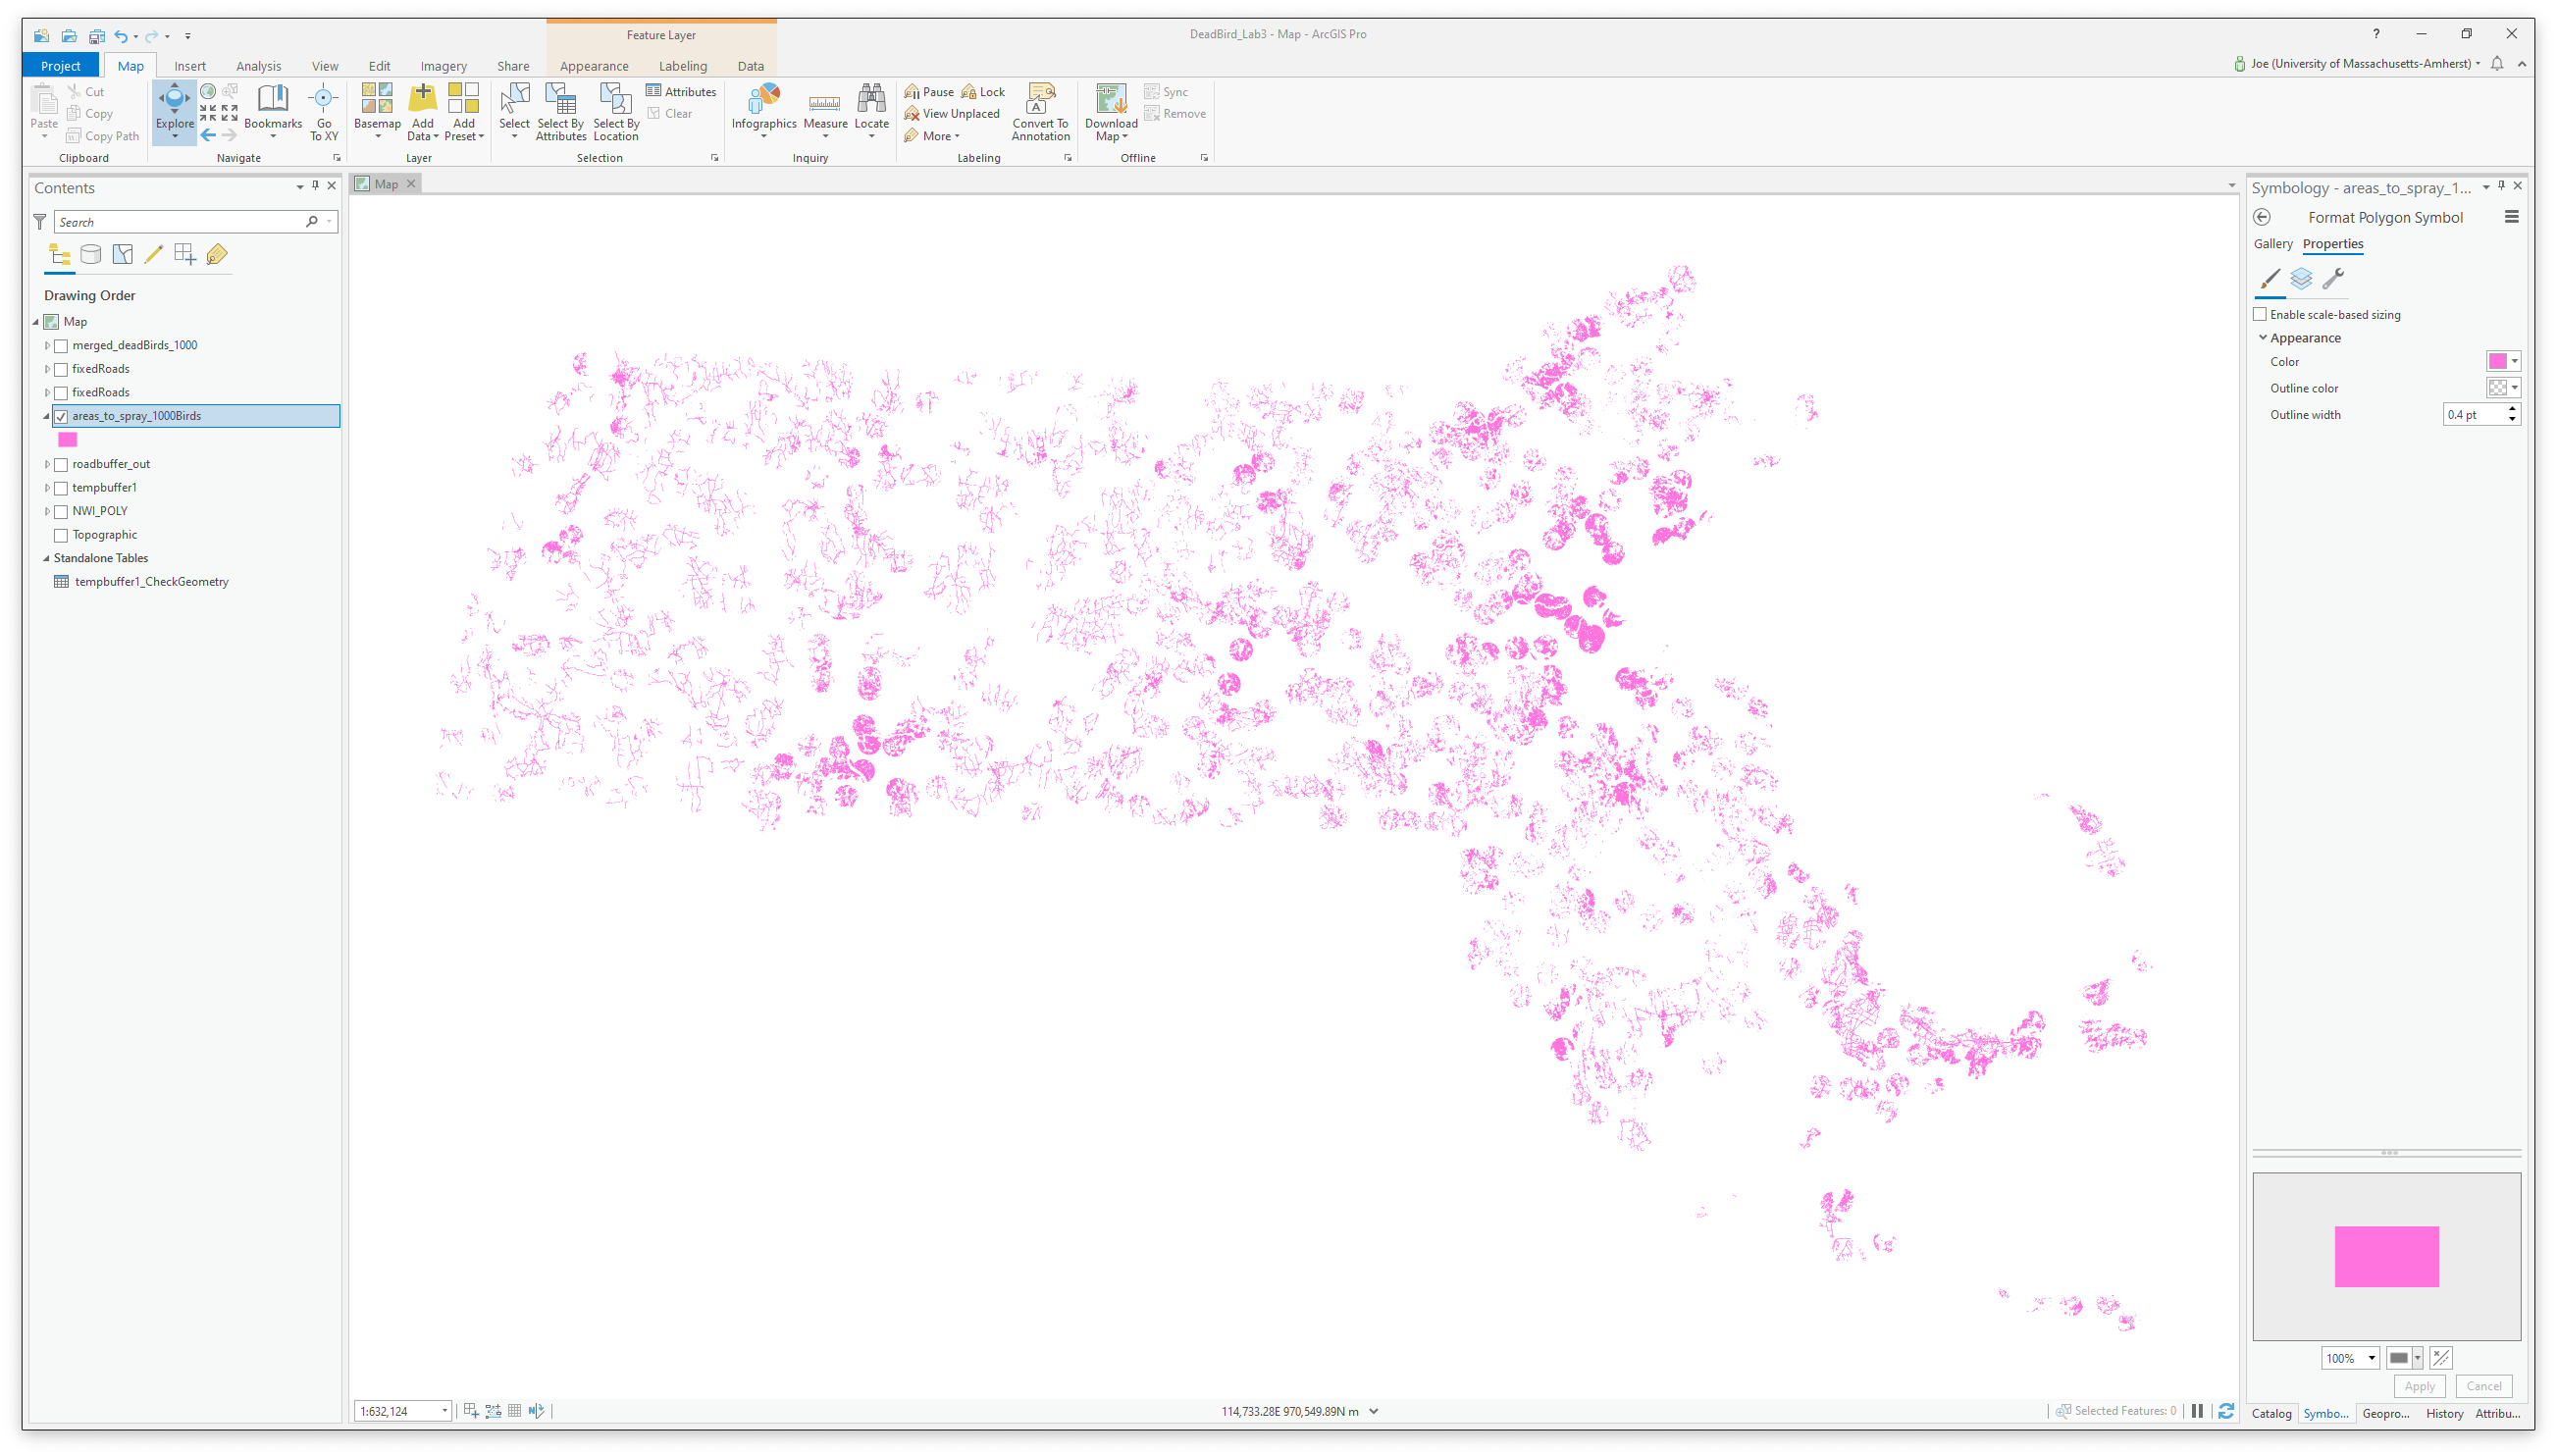 Feature Layer
DeadBird_Lab3 - Map - ArcGIS Pro
?
Project Map Insert Analysis View Edit Imagery Share Appearance Labeling Data
Joe (University of Massachusetts-Amherst)
Paste
Cut
Copy
Copy Path
Clipboard
Explore
Bookmarks
Go
To XY
Navigate
Basemap
Add
Data
Add
Preset
Layer
Select
Select By
Attributes
Select By
Location
Attributes
Clear
Selection
Infographics
Measure
Locate
Inquiry
Pause
Lock
View Unplaced
More
Convert To
Annotation
Labeling
Download
Map
Sync
Remove
Offline
Contents
Search
Drawing Order
Map
merged_deadBirds_1000
fixedRoads
fixedRoads
areas_to_spray_1000Birds
roadbuffer_out
tempbuffer1
NWI_POLY
Topographic
Standalone Tables
tempbuffer1_CheckGeometry
Map
1:632,124
114,733.28E 970,549.89N m
Selected Features: 0
Symbology - areas_to_spray_1...
Format Polygon Symbol
Gallery Properties
Enable scale-based sizing
Appearance
Color
Outline color
Outline width
0.4 pt
100%
Apply
Cancel
Catalog Symbo... Geopro... History Attribu...